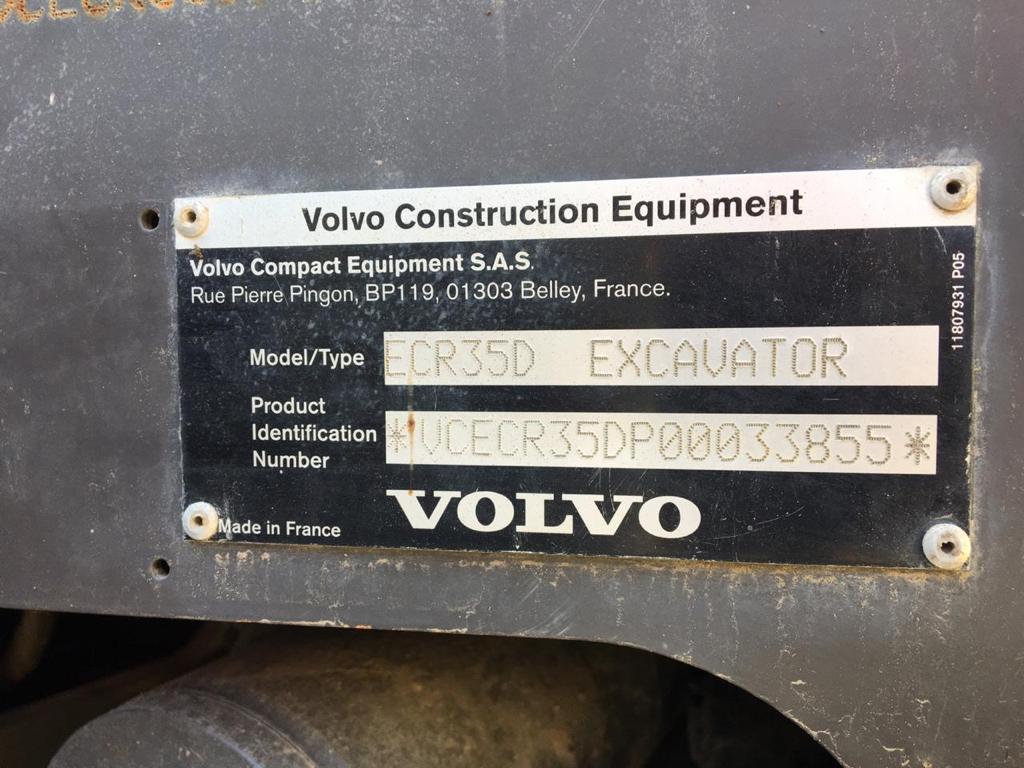 Volvo Construction Equipment
Volvo Compact Equipment S.A.S.
Rue Pierre Pingon, BP119, 01303 Belley, France.
11807931 P05
Model/Type ECR35D EXCAVATOR
Product
Identification
Number
*VCECR35DP00033855*
VOLVO
Made in France